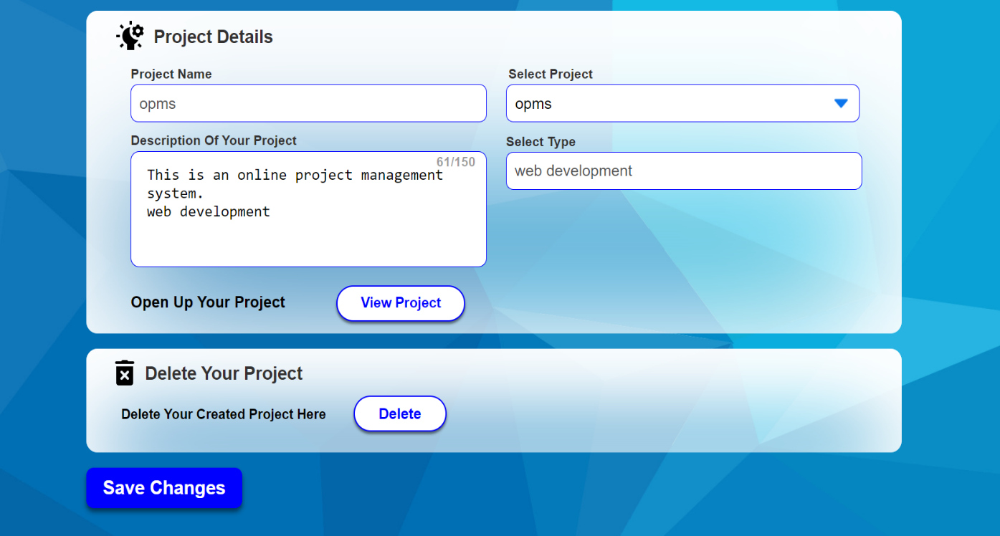 Project Details
Project Name
Select Project
opms
opms
Description Of Your Project
Select Type
61/150
This is an online project management
system.
web development
web development
Open Up Your Project
View Project
Delete Your Project
Delete Your Created Project Here
Delete
Save Changes